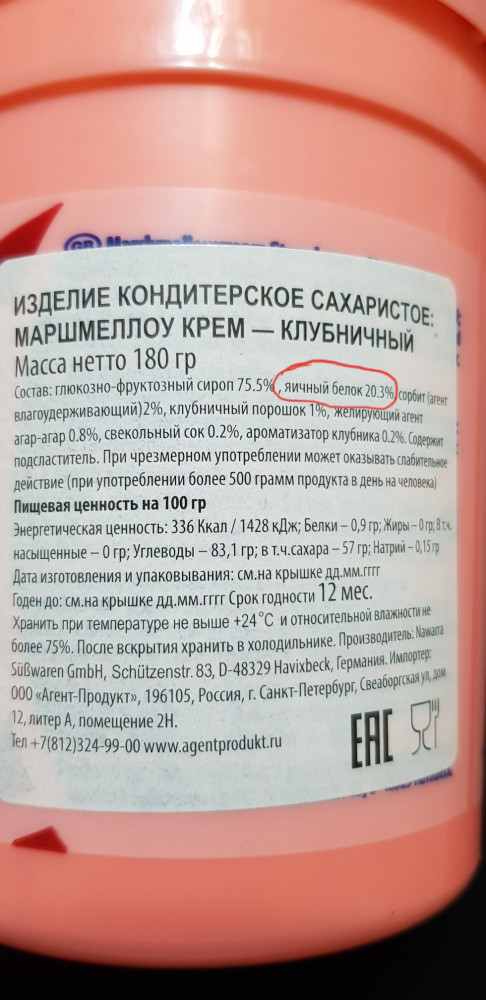 GB Marshmallow
ИЗДЕЛИЕ КОНДИТЕРСКОЕ САХАРИСТОЕ:
МАРШМЕЛЛОУ КРЕМ — КЛУБНИЧНЫЙ
Масса нетто 180 гр
Состав: глюкозно-фруктозный сироп 75.5% , яичный белок 20.3% сорбит (агент
влагоудерживающий)2%, клубничный порошок 1%, желирующий агент
агар-агар 0.8%, свекольный сок 0.2%, ароматизатор клубника 0.2%. Содержит
подсластитель. При чрезмерном употреблении может оказывать слабительное
действие (при употреблении более 500 грамм продукта в день на человека)
Пищевая ценность на 100 гр
Энергетическая ценность: 336 Ккал / 1428 кДж; Белки – 0,9 гр; Жиры – 0 гр; В т.ч.
насыщенные – 0 гр; Углеводы – 83,1 гр; в т.ч.сахара – 57 гр; Натрий – 0,15 гр
Дата изготовления и упаковывания: см.на крышке дд.мм.гггг
Годен до: см.на крышке дд.мм.гггг Срок годности 12 мес.
Хранить при температуре не выше +24°С и относительной влажности не
более 75%. После вскрытия хранить в холодильнике. Производитель: Nawarra
Süßwaren GmbH, Schützenstr. 83, D-48329 Havixbeck, Германия. Импортер:
ООО «Агент-Продукт», 196105, Россия, г. Санкт-Петербург, Свеаборгская ул, дом
12, литер А, помещение 2Н.
Тел +7(812)324-99-00 www.agentprodukt.ru
EAC